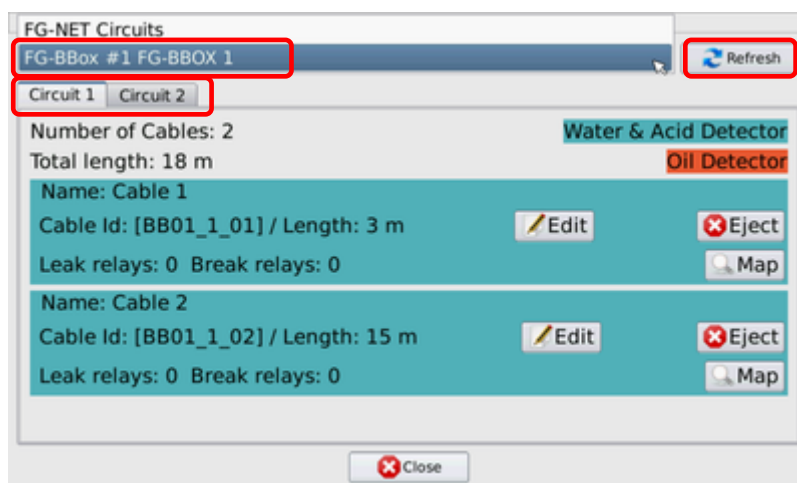 FG-NET Circuits
FG-BBox #1 FG-BBOX 1
Refresh
Circuit 1 Circuit 2
Number of Cables: 2 Water & Acid Detector
Total length: 18 m Oil Detector
Name: Cable 1
Cable Id: [BB01_1_01] / Length: 3 m Edit Eject
Leak relays: 0 Break relays: 0 Map
Name: Cable 2
Cable Id: [BB01_1_02] / Length: 15 m Edit Eject
Leak relays: 0 Break relays: 0 Map
Close